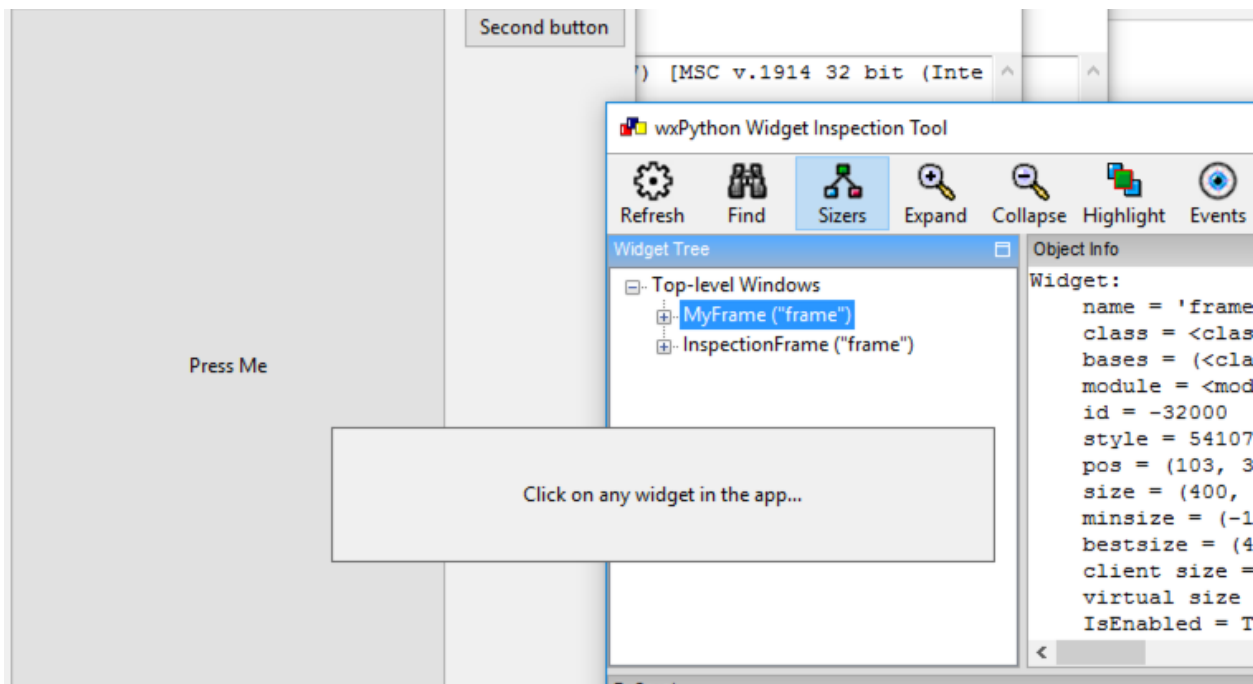 Second button
') [MSC v.1914 32 bit (Inte
wxPython Widget Inspection Tool
Refresh Find Sizers Expand Collapse Highlight Events
Widget Tree
Object Info
Top-level Windows
MyFrame ("frame")
InspectionFrame ("frame")
Widget:
name = 'frame
class = <clas
bases = (<cla
module = <mod
id = -32000
style = 54107
pos = (103, 3
size = (400,
minsize = (-1
bestsize = (4
client size =
virtual size
IsEnabled = T
Press Me
Click on any widget in the app...